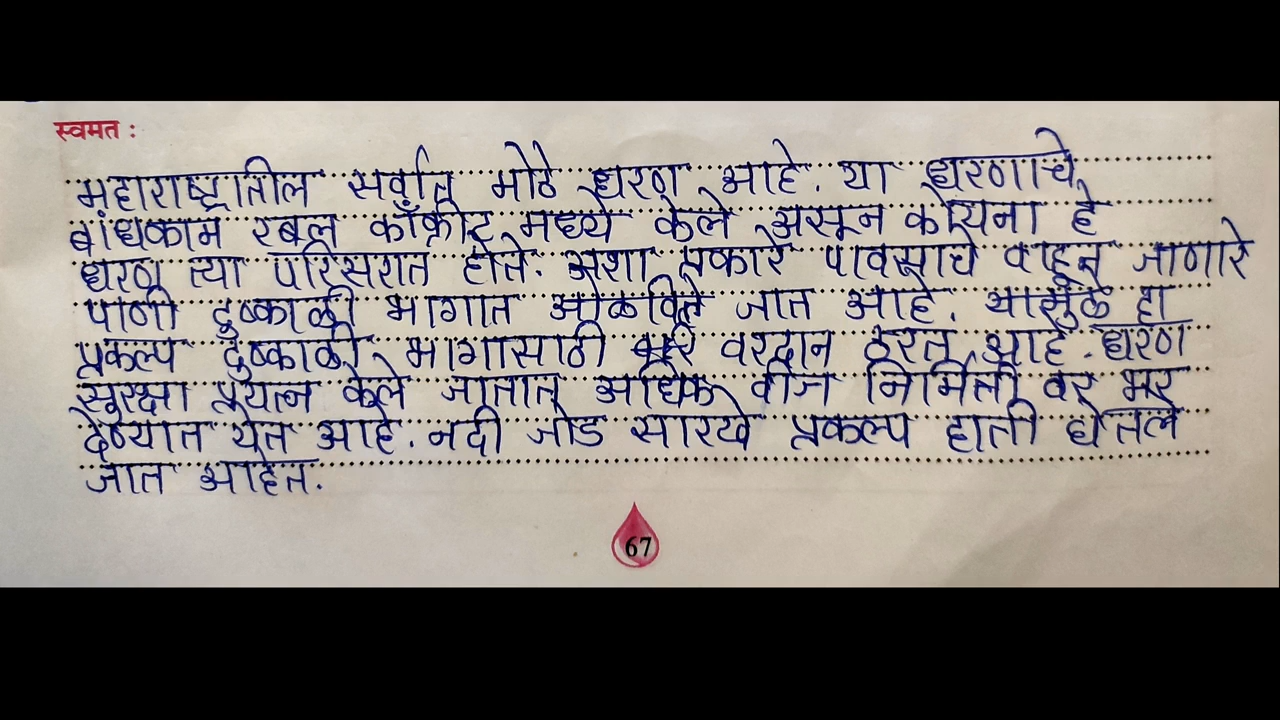 स्वमत :
महाराष्ट्रातील सर्वात मोठे धरण आहे. या धरणाचे
बांधकाम रबल काँक्रीट मध्ये केले असून कोयना हे
धरण त्या परिसरात होते. अशा प्रकारे पावसाचे वाहून जाणारे
पाणी दुष्काळी भागात ओळविले जात आहे. यामुळे हा
प्रकल्प दुष्काळी भागासाठी वरदान ठरत आहे. धरण
सुरक्षा प्रयत्न केले जातात अधिक वीज निर्मिती वर भर
देण्यात येत आहे. नदी जोड सारखे प्रकल्प हाती घेतले
जात आहेत.
67